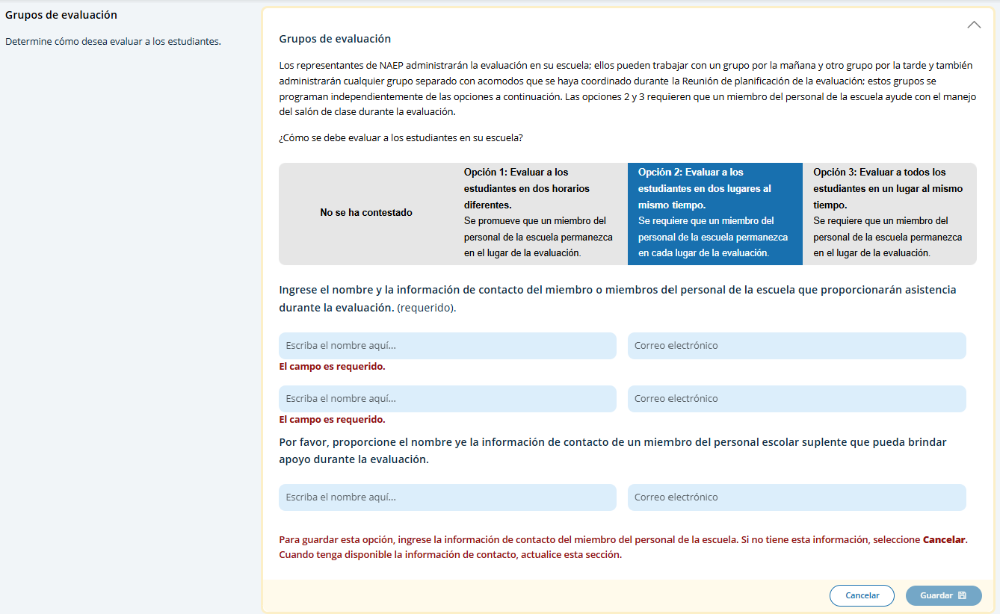 Grupos de evaluación
Determine cómo desea evaluar a los estudiantes.
Grupos de evaluación
Los representantes de NAEP administrarán la evaluación en su escuela; ellos pueden trabajar con un grupo por la mañana y otro grupo por la tarde y también
administrarán cualquier grupo separado con acomodos que se haya coordinado durante la Reunión de planificación de la evaluación; estos grupos se
programan independientemente de las opciones a continuación. Las opciones 2 y 3 requieren que un miembro del personal de la escuela ayude con el manejo
del salón de clase durante la evaluación.
¿Cómo se debe evaluar a los estudiantes en su escuela?
No se ha contestado
Opción 1: Evaluar a los
estudiantes en dos horarios
diferentes.
Se promueve que un miembro del
personal de la escuela permanezca
en el lugar de la evaluación.
Opción 2: Evaluar a los
estudiantes en dos lugares al
mismo tiempo.
Se requiere que un miembro del
personal de la escuela permanezca
en cada lugar de la evaluación.
Opción 3: Evaluar a todos los
estudiantes en un lugar al mismo
tiempo.
Se requiere que un miembro del
personal de la escuela permanezca
en el lugar de la evaluación.
Ingrese el nombre y la información de contacto del miembro o miembros del personal de la escuela que proporcionarán asistencia
durante la evaluación. (requerido).
Escriba el nombre aquí...
Correo electrónico
El campo es requerido.
Escriba el nombre aquí...
Correo electrónico
El campo es requerido.
Por favor, proporcione el nombre ye la información de contacto de un miembro del personal escolar suplente que pueda brindar
apoyo durante la evaluación.
Escriba el nombre aquí...
Correo electrónico
Para guardar esta opción, ingrese la información de contacto del miembro del personal de la escuela. Si no tiene esta información, seleccione Cancelar.
Cuando tenga disponible la información de contacto, actualice esta sección.
Cancelar
Guardar